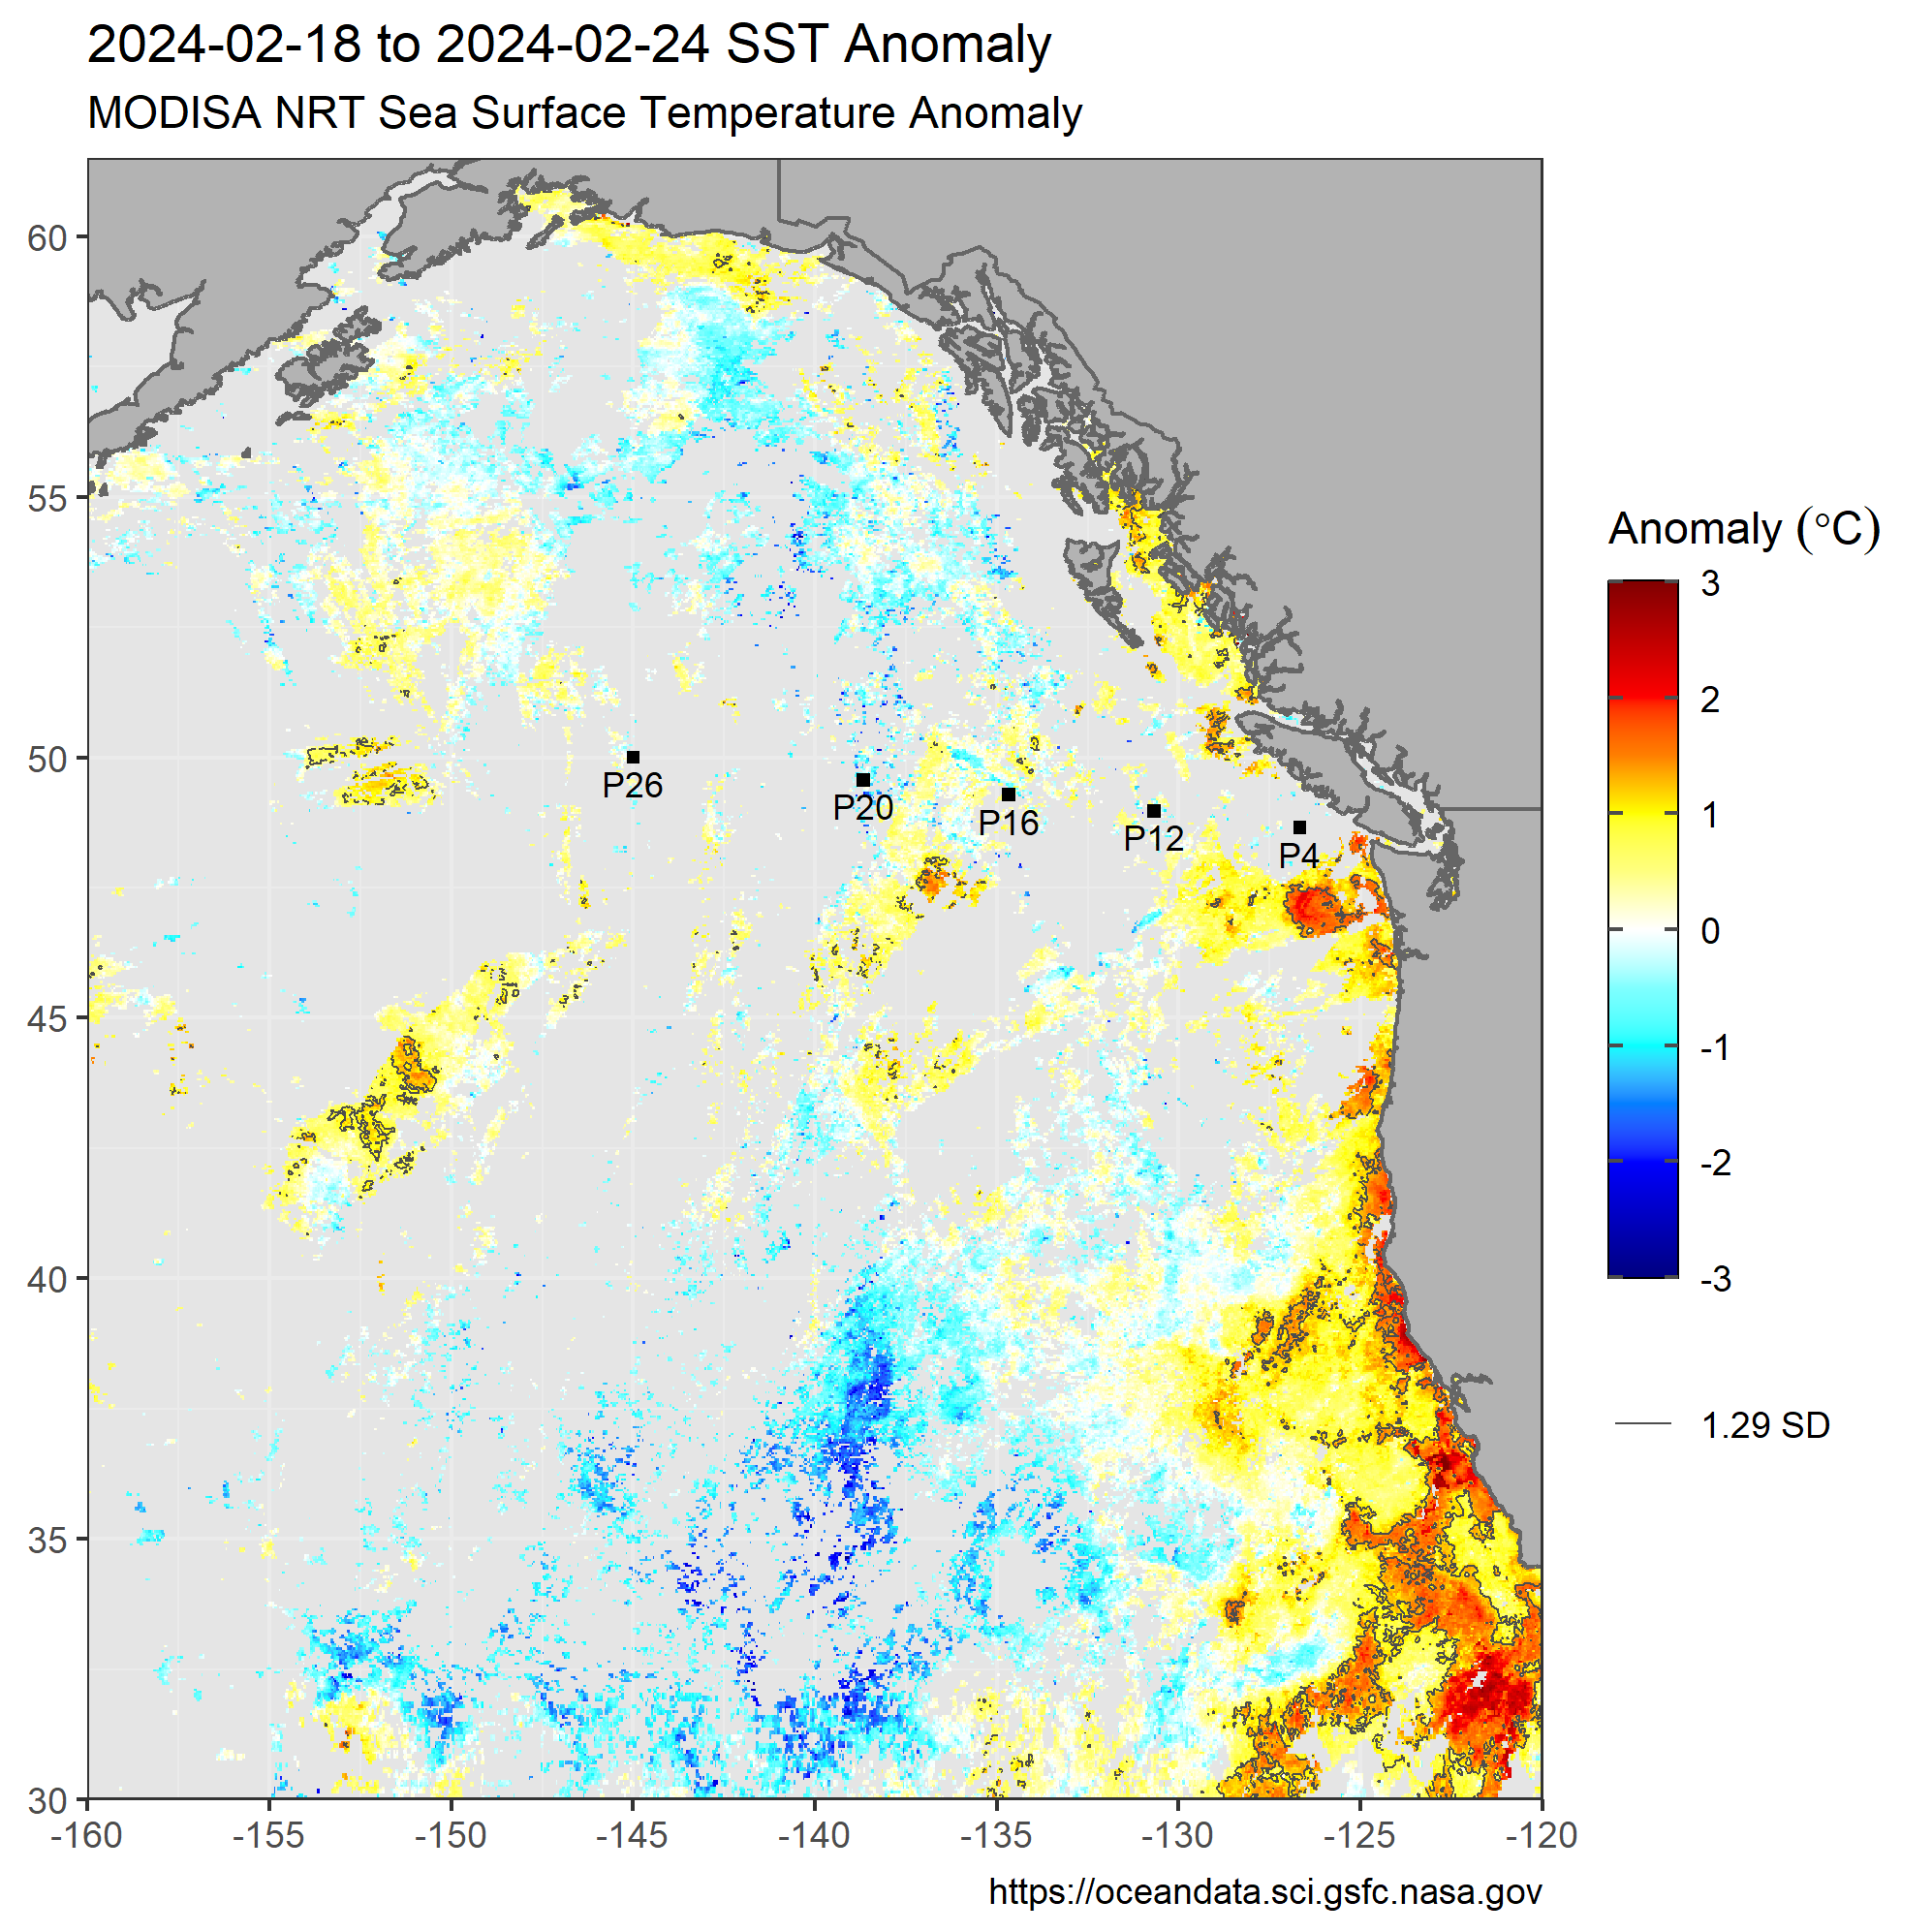 2024-02-18 to 2024-02-24 SST Anomaly
MODISA NRT Sea Surface Temperature Anomaly
60
55
50
45
40
35
30
-160
-155
-150
-145
-140
-135
-130
-125
-120
P26
P20
P16
P12
P4
Anomaly (°C)
3
2
1
0
-1
-2
-3
1.29 SD
https://oceandata.sci.gsfc.nasa.gov